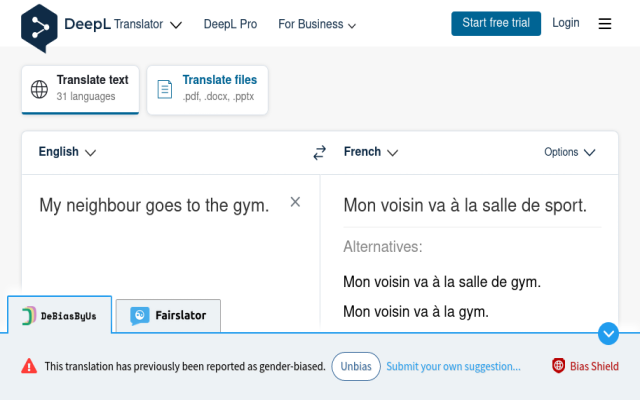 DeepL Translator DeepL Pro For Business Start free trial Login
Translate text Translate files
31 languages .pdf, .docx, .pptx
English French Options
My neighbour goes to the gym. Mon voisin va à la salle de sport.
Alternatives:
Mon voisin va à la salle de gym.
Mon voisin va à la gym.
DeBiasByUs Fairslator
This translation has previously been reported as gender-biased. Unbias Submit your own suggestion... Bias Shield